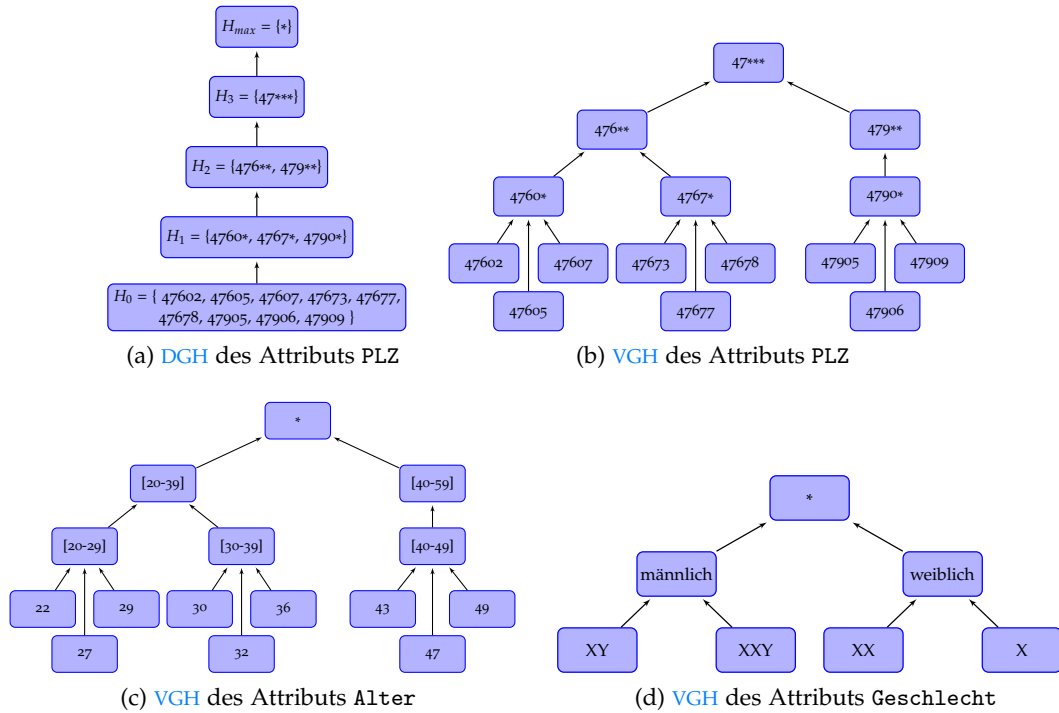 H_max = {*}
H_3 = {47***}
H_2 = {476**, 479**}
H_1 = {4760*, 4767*, 4790*}
H_0 = { 47602, 47605, 47607, 47673, 47677,
47678, 47905, 47906, 47909 }
(a) DGH des Attributs PLZ
47***
476** 479**
4760* 4767* 4790*
47602 47607 47673 47678 47905 47909
47605 47677 47906
(b) VGH des Attributs PLZ
*
[20-39] [40-59]
[20-29] [30-39] [40-49]
22 29 30 36 43 49
27 32 47
(c) VGH des Attributs Alter
*
männlich weiblich
XY XXY XX X
(d) VGH des Attributs Geschlecht